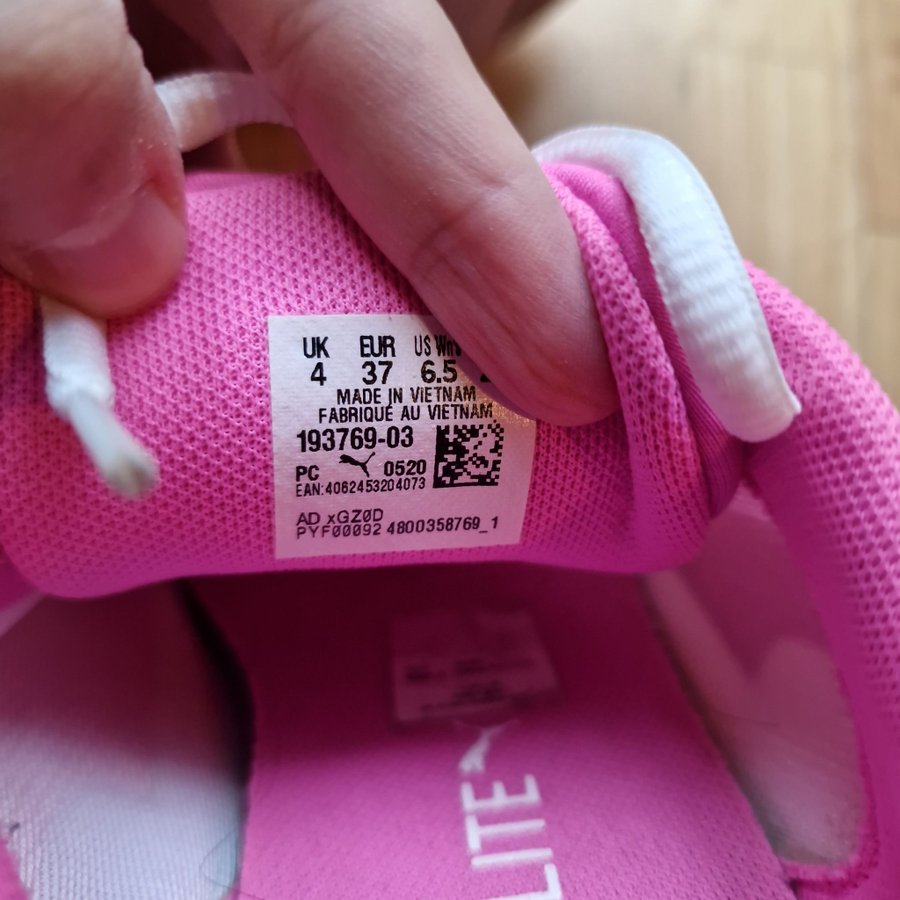 UK EUR US
4 37 6.5
MADE IN VIETNAM
FABRIQUÉ AU VIETNAM
193769-03
PC 0520
EAN:4062453204073
AD xGZ0D
PYF00092 4800358769_1
LITE